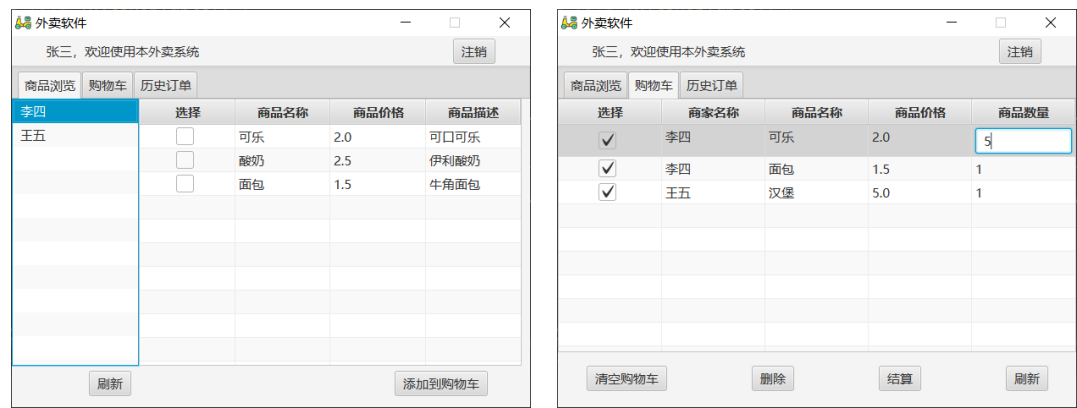 外卖软件
张三，欢迎使用本外卖系统 注销
商品浏览 购物车 历史订单
李四 选择 商品名称 商品价格 商品描述
王五 可乐 2.0 可口可乐
酸奶 2.5 伊利酸奶
面包 1.5 牛角面包
刷新 添加到购物车
外卖软件
张三，欢迎使用本外卖系统 注销
商品浏览 购物车 历史订单
选择 商家名称 商品名称 商品价格 商品数量
李四 可乐 2.0 5
李四 面包 1.5 1
王五 汉堡 5.0 1
清空购物车 删除 结算 刷新